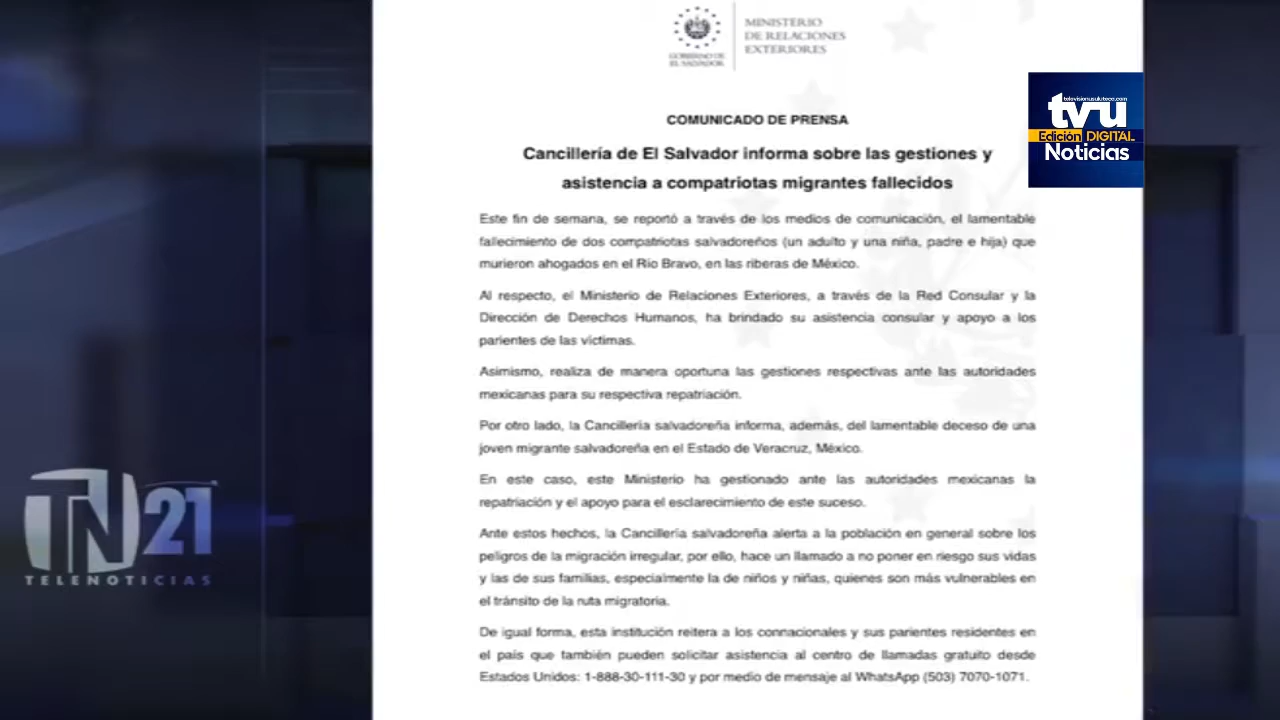 GOBIERNO DE
EL SALVADOR
MINISTERIO
DE RELACIONES
EXTERIORES
televisionusuluteca.com
tvu
Edición DIGITAL
Noticias
COMUNICADO DE PRENSA
Cancillería de El Salvador informa sobre las gestiones y
asistencia a compatriotas migrantes fallecidos
Este fin de semana, se reportó a través de los medios de comunicación, el lamentable
fallecimiento de dos compatriotas salvadoreños (un adulto y una niña, padre e hija) que
murieron ahogados en el Río Bravo, en las riberas de México.
Al respecto, el Ministerio de Relaciones Exteriores, a través de la Red Consular y la
Dirección de Derechos Humanos, ha brindado su asistencia consular y apoyo a los
parientes de las víctimas.
Asimismo, realiza de manera oportuna las gestiones respectivas ante las autoridades
mexicanas para su respectiva repatriación.
Por otro lado, la Cancillería salvadoreña informa, además, del lamentable deceso de una
joven migrante salvadoreña en el Estado de Veracruz, México.
En este caso, este Ministerio ha gestionado ante las autoridades mexicanas la
repatriación y el apoyo para el esclarecimiento de este suceso.
Ante estos hechos, la Cancillería salvadoreña alerta a la población en general sobre los
peligros de la migración irregular, por ello, hace un llamado a no poner en riesgo sus vidas
y las de sus familias, especialmente la de niños y niñas, quienes son más vulnerables en
el tránsito de la ruta migratoria.
De igual forma, esta institución reitera a los connacionales y sus parientes residentes en
el país que también pueden solicitar asistencia al centro de llamadas gratuito desde
Estados Unidos: 1-888-30-111-30 y por medio de mensaje al WhatsApp (503) 7070-1071.
TN21
TELENOTICIAS